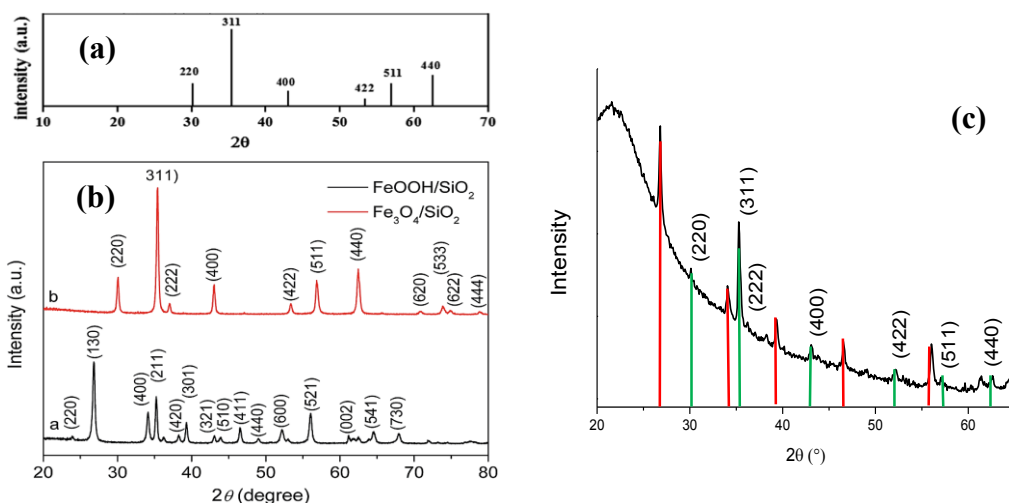 (a)
intensity (a.u.)
220
311
400
422
511
440
10 20 30 40 50 60 70
2θ
(b)
Intensity (a.u.)
FeOOH/SiO2
Fe3O4/SiO2
b
(220)
311)
(222)
(400)
(422)
(511)
(440)
(620)
(533)
(622)
(444)
a
(220)
(130)
(400)
(211)
(420)
(301)
(321)
(510)
(411)
(440)
(600)
(521)
(002)
(541)
(730)
20 30 40 50 60 70 80
2θ (degree)
(c)
Intensity
(220)
(311)
(222)
(400)
(422)
(511)
(440)
20 30 40 50 60
2θ (°)